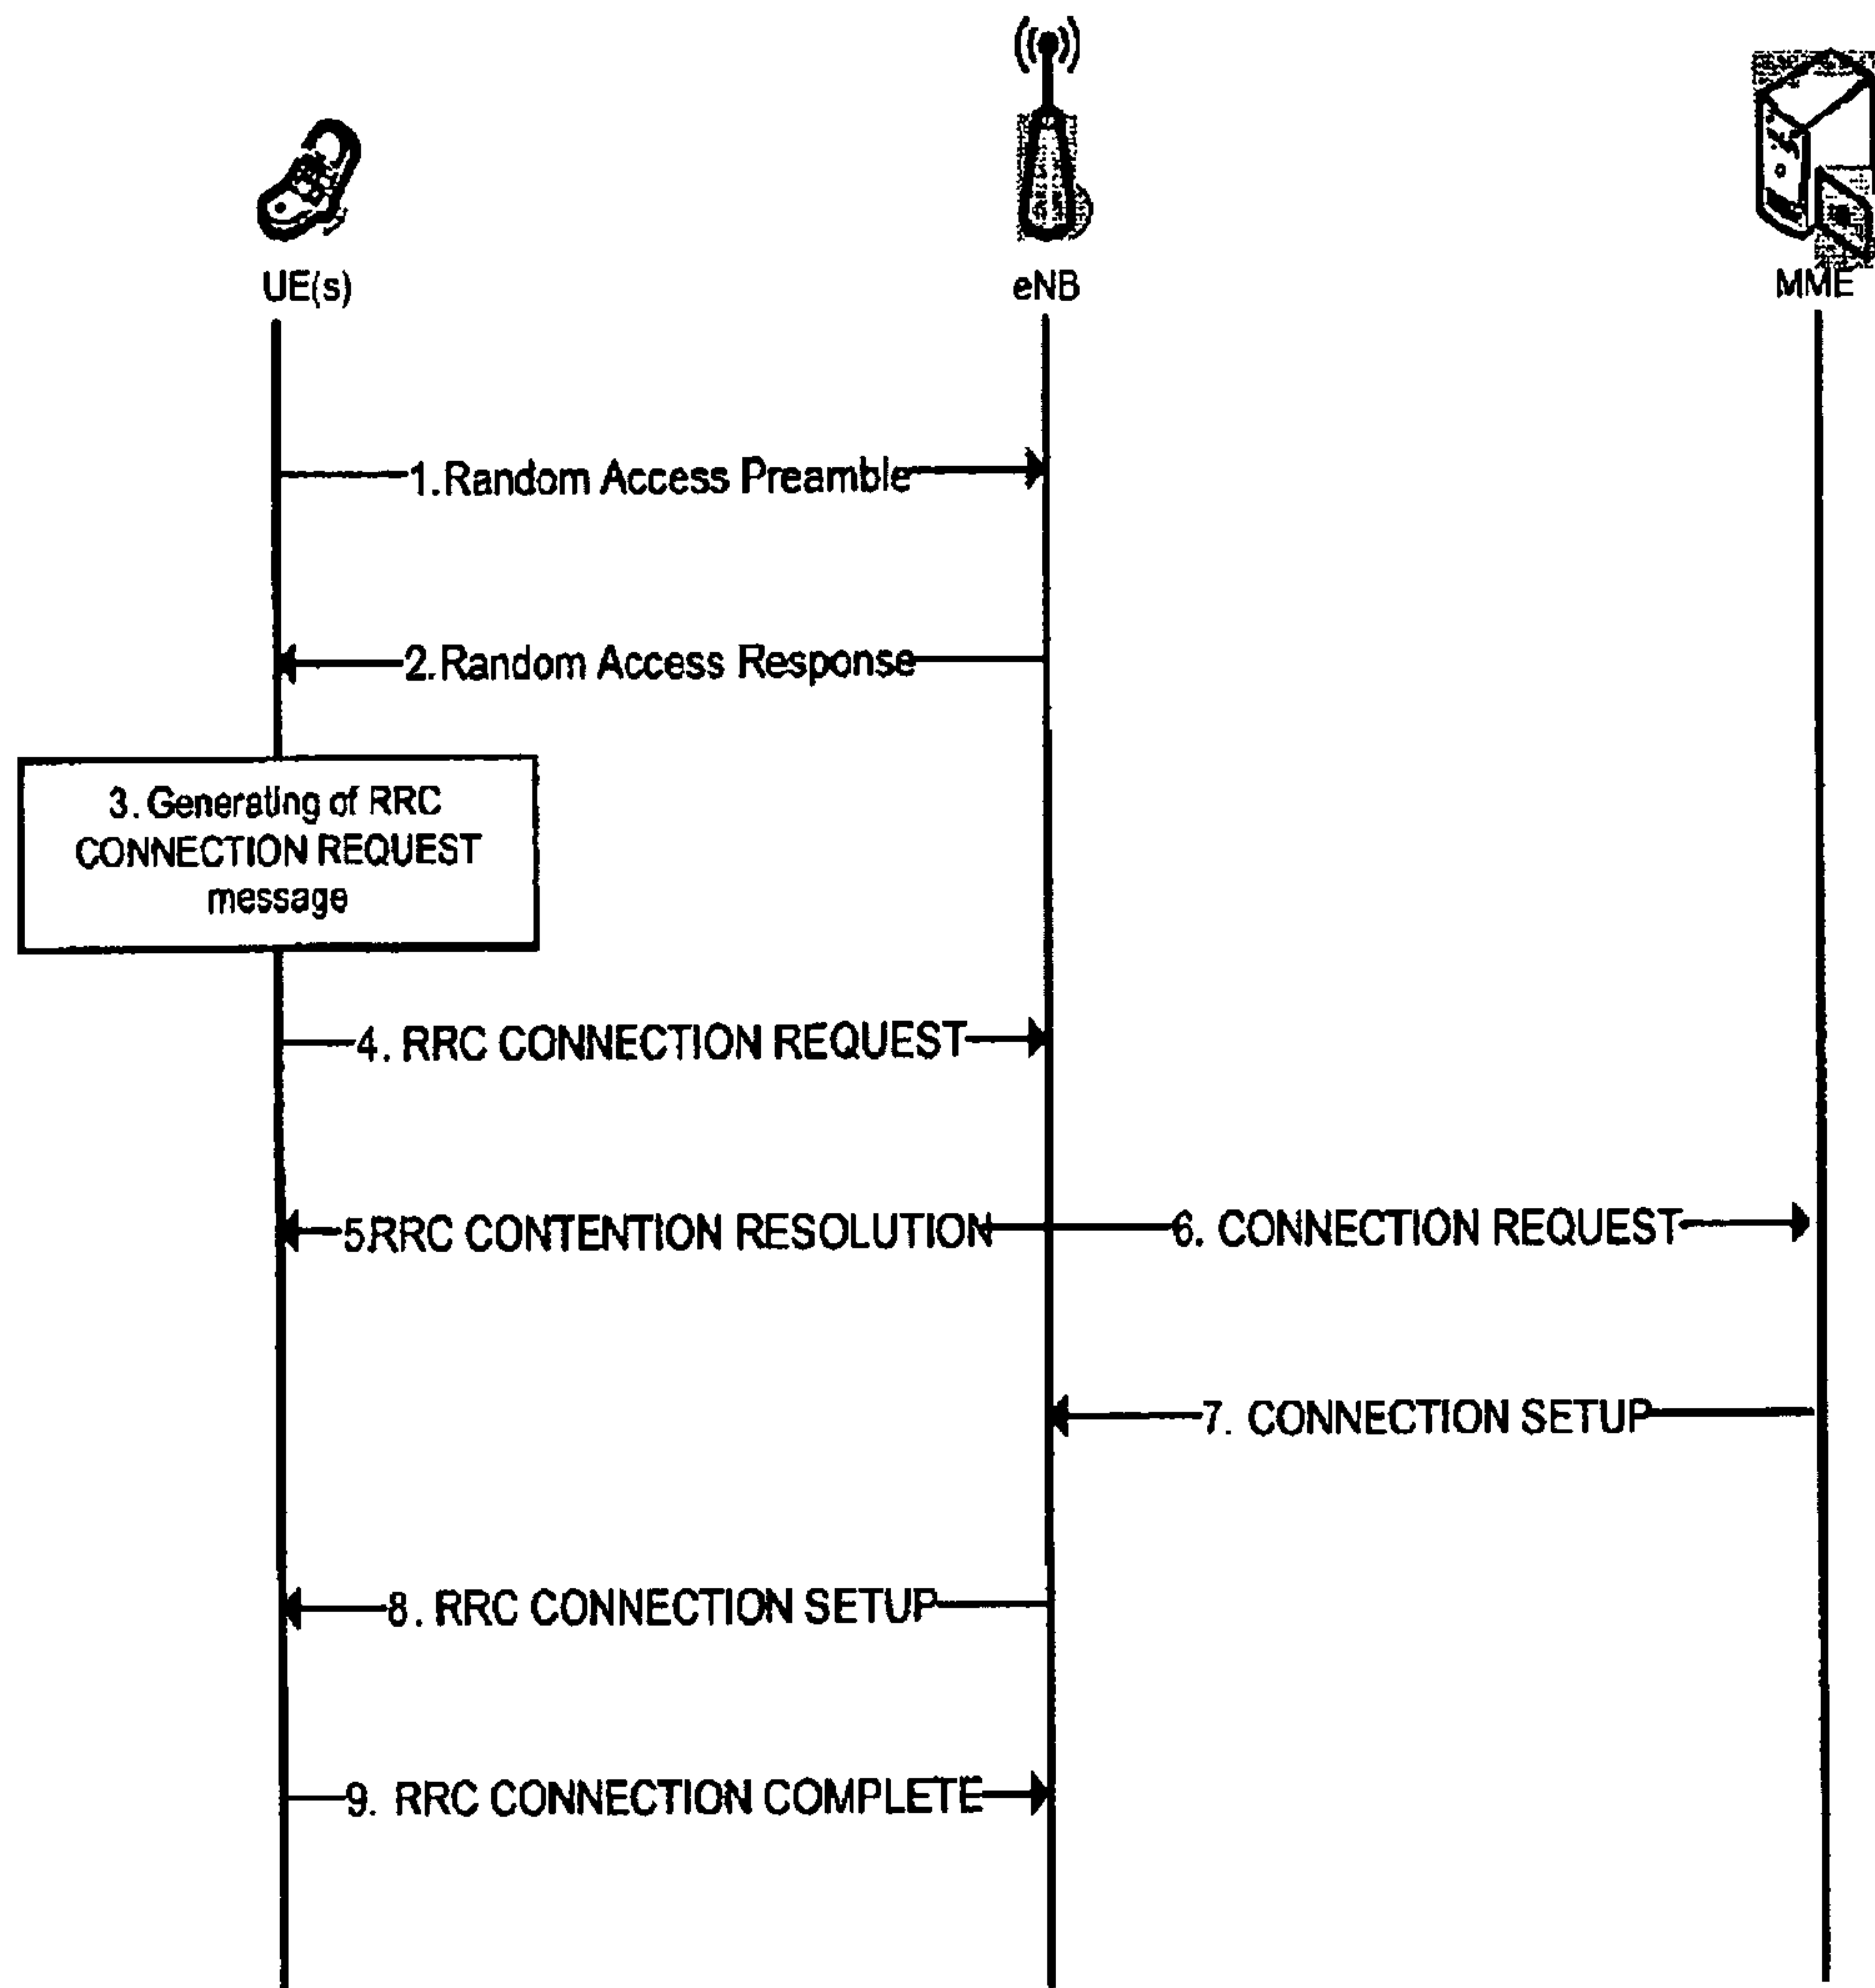 UE(s)
eNB
MME
1.Random Access Preamble
2.Random Access Response
3. Generating of RRC
CONNECTION REQUEST
message
4. RRC CONNECTION REQUEST
5.RRC CONTENTION RESOLUTION
6. CONNECTION REQUEST
7. CONNECTION SETUP
8. RRC CONNECTION SETUP
9. RRC CONNECTION COMPLETE